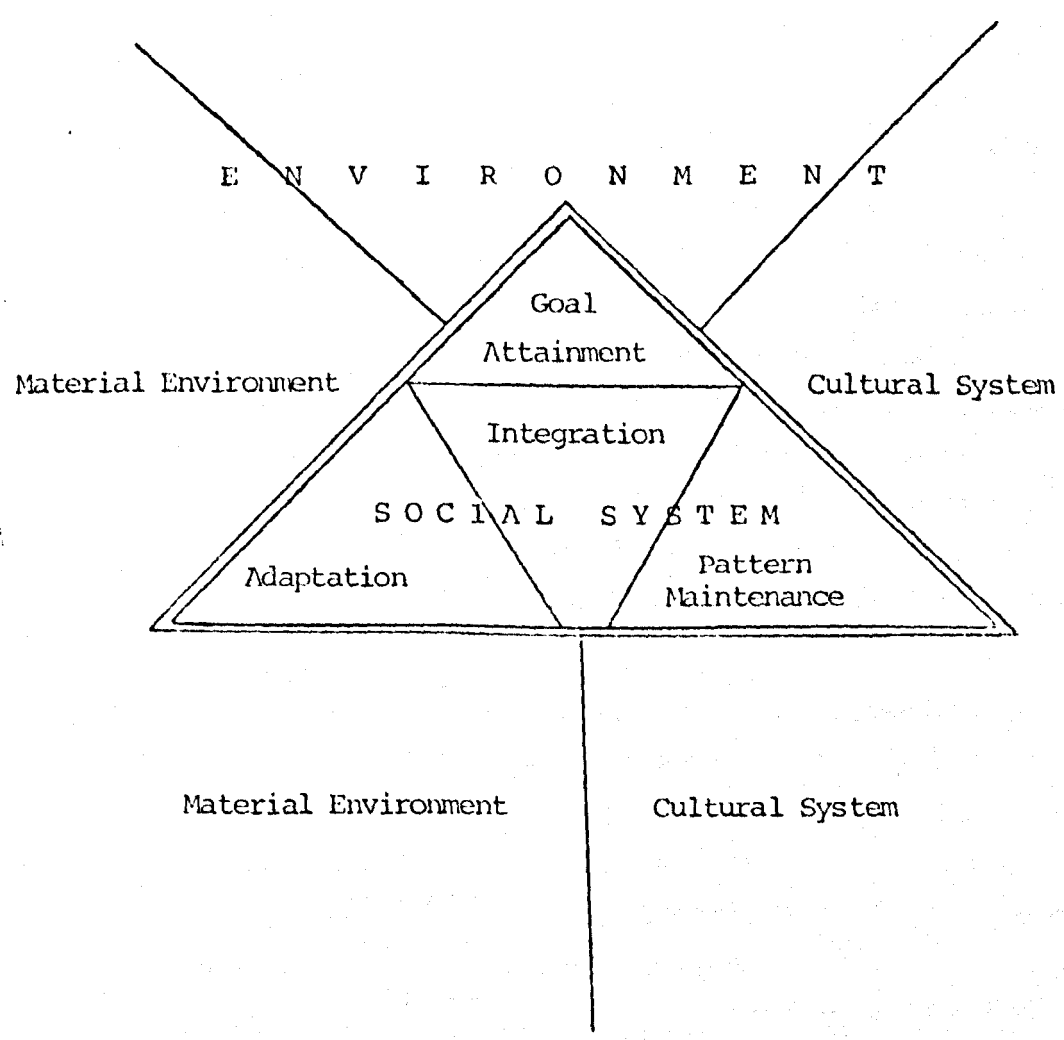 E N V I R O N M E N T
Goal
Attainment
Material Environment
Cultural System
Integration
S O C I A L S Y S T E M
Adaptation
Pattern
Maintenance
Material Environment
Cultural System